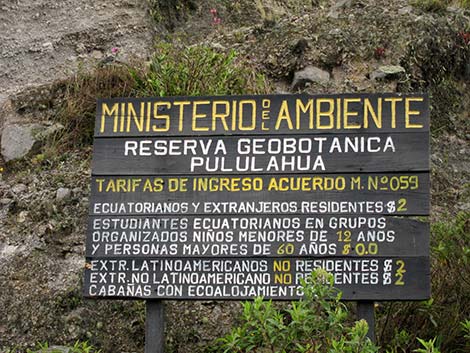 MINISTERIO DEL AMBIENTE
RESERVA GEOBOTANICA
PULULAHUA
TARIFAS DE INGRESO ACUERDO M. Nº 059
ECUATORIANOS Y EXTRANJEROS RESIDENTES $ 2
ESTUDIANTES ECUATORIANOS EN GRUPOS
ORGANIZADOS NIÑOS MENORES DE 12 AÑOS
Y PERSONAS MAYORES DE 60 AÑOS $ 0.0
EXTR. LATINOAMERICANOS NO RESIDENTES $ 2
EXTR. NO LATINOAMERICANO NO RESIDENTES $ 2
CABAÑAS CON ECOALOJAMIENTO